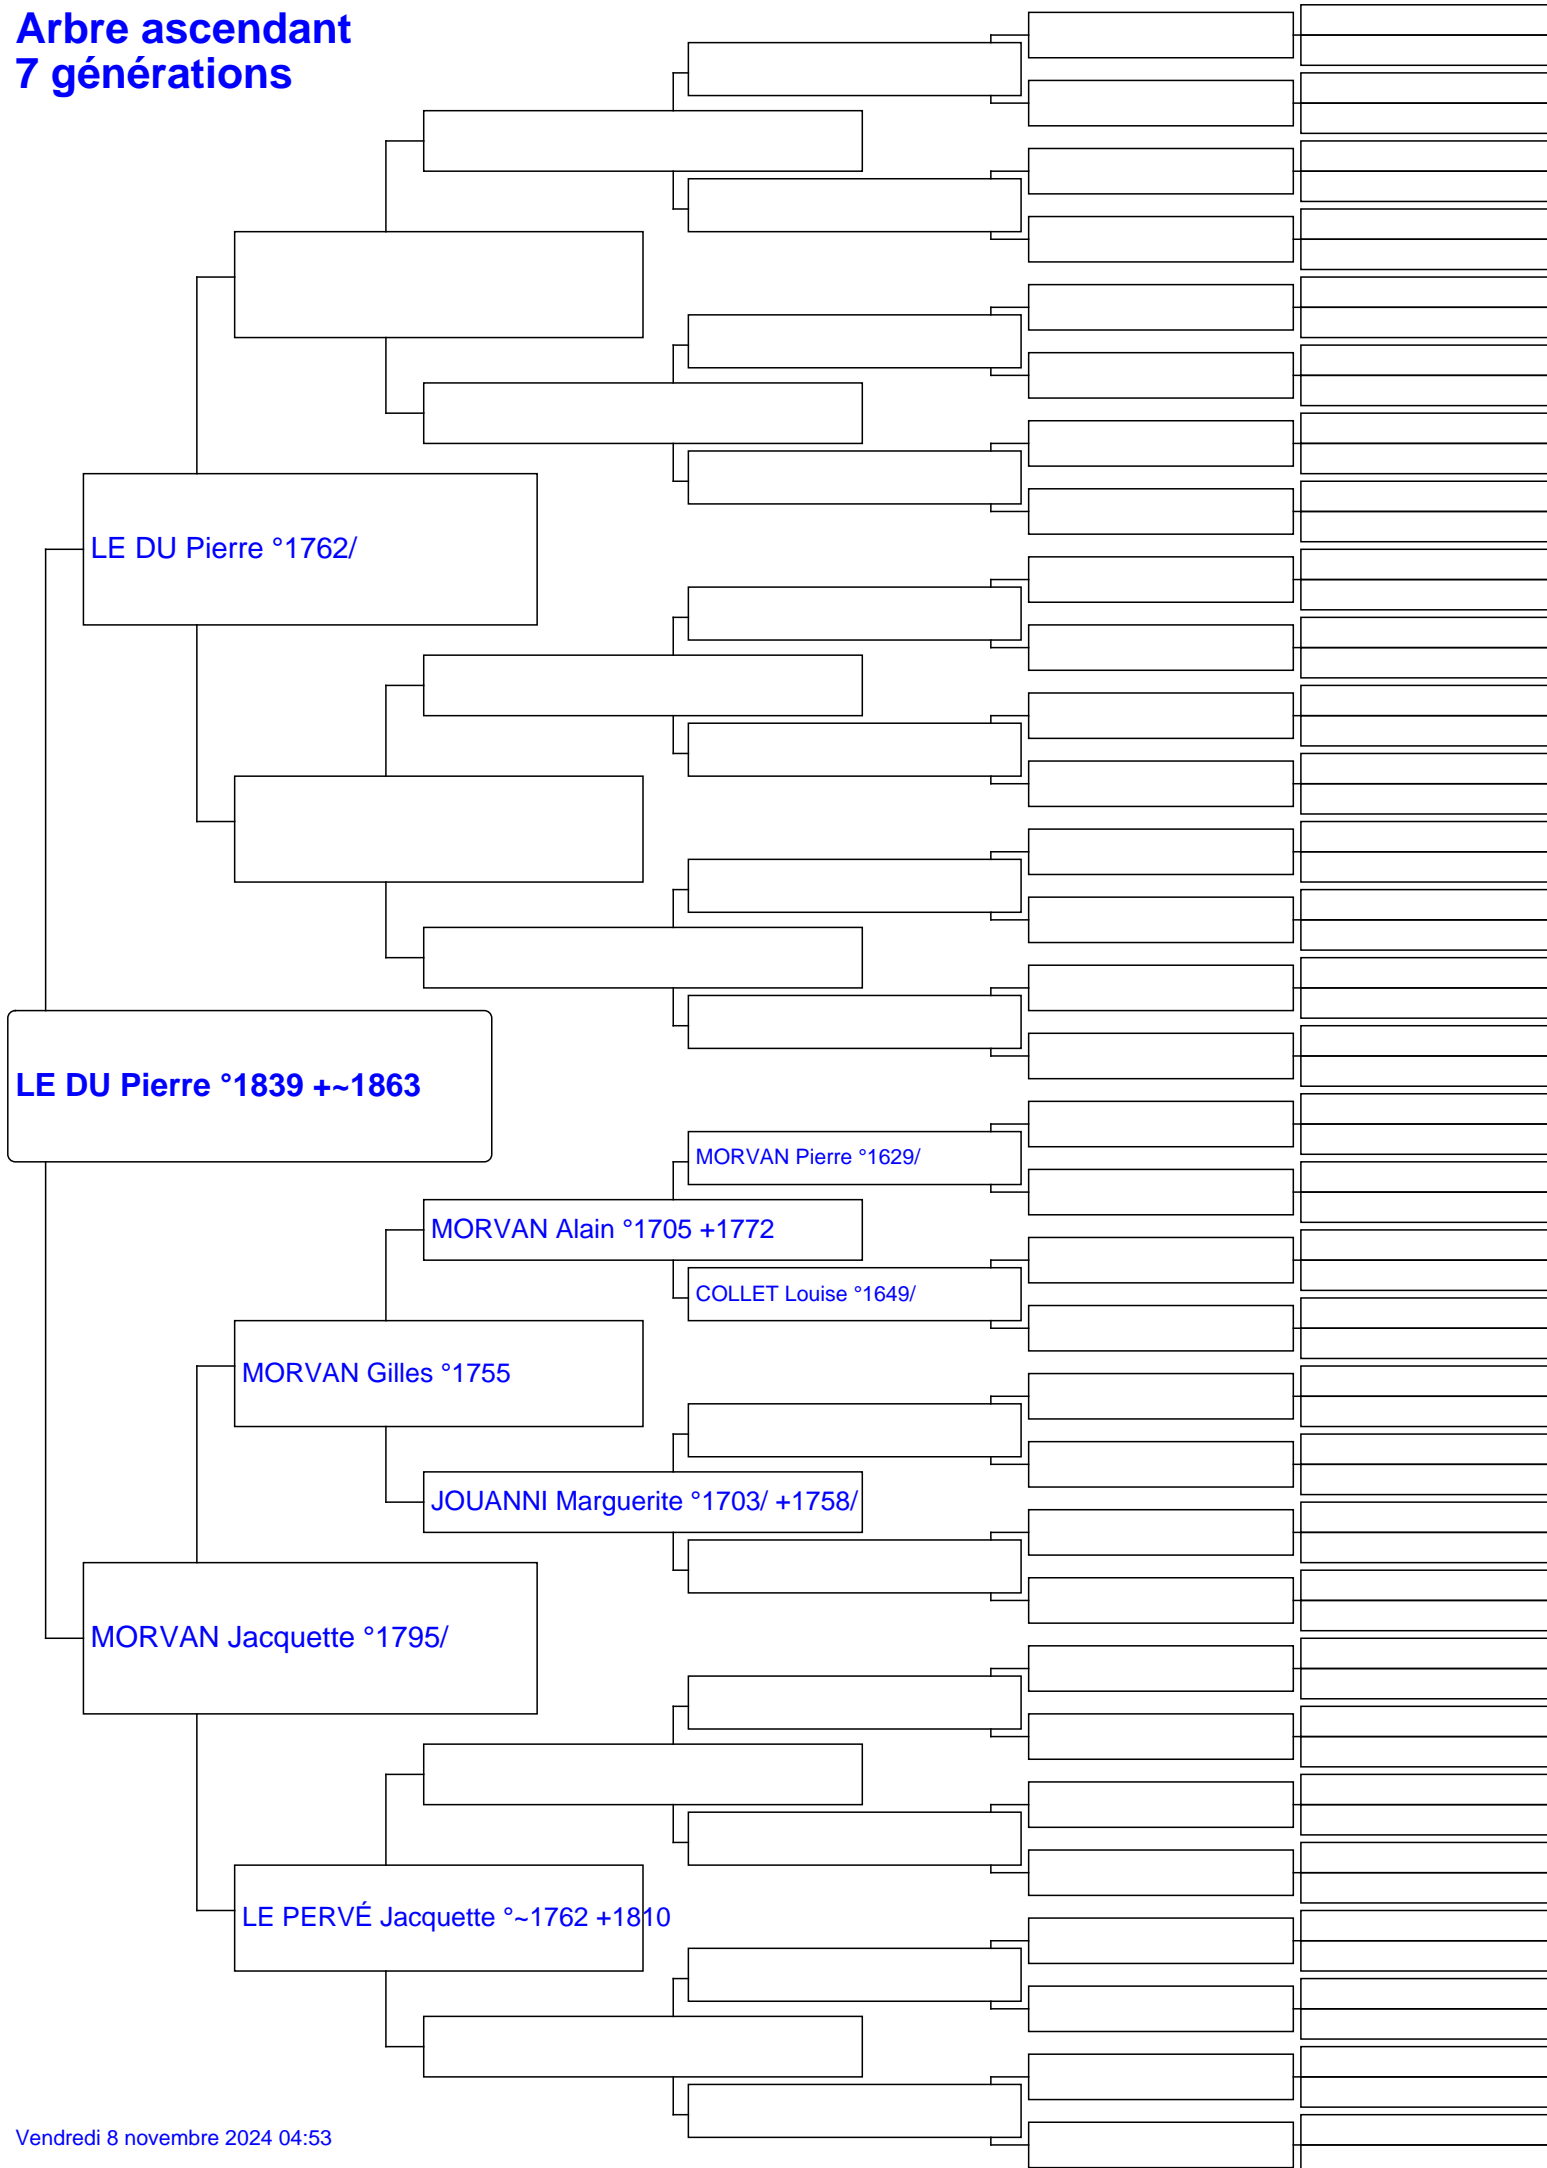 Arbre ascendant
7 générations
LE DU Pierre °1762/
LE DU Pierre °1839 +~1863
MORVAN Pierre °1629/
MORVAN Alain °1705 +1772
COLLET Louise °1649/
MORVAN Gilles °1755
JOUANNI Marguerite °1703/ +1758/
MORVAN Jacquette °1795/
LE PERVÉ Jacquette °~1762 +1810
Vendredi 8 novembre 2024 04:53